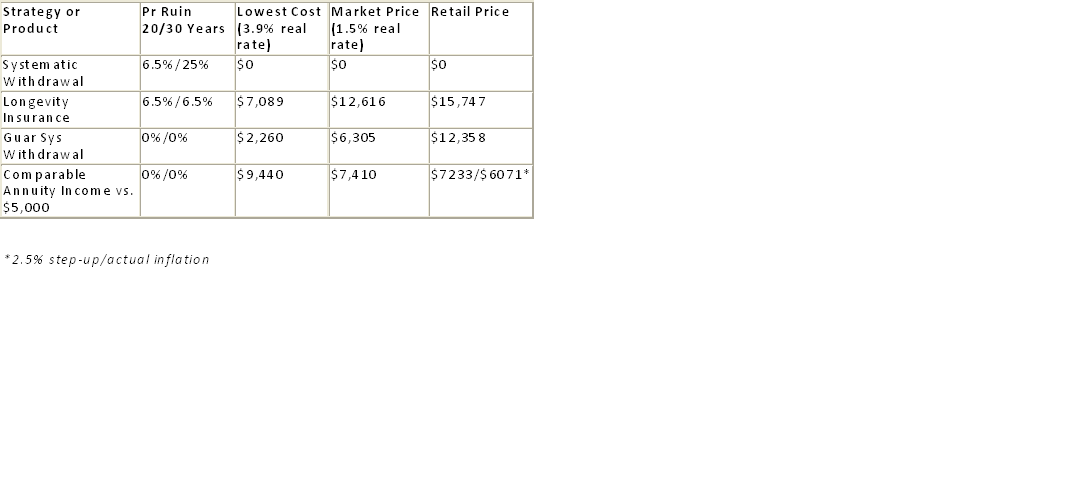 Strategy or Product Pr Ruin 20/30 Years Lowest Cost (3.9% real rate) Market Price (1.5% real rate) Retail Price
Systematic Withdrawal 6.5%/25% $0 $0 $0
Longevity Insurance 6.5%/6.5% $7,089 $12,616 $15,747
Guar Sys Withdrawal 0%/0% $2,260 $6,305 $12,358
Comparable Annuity Income vs. $5,000 0%/0% $9,440 $7,410 $7233/$6071*
*2.5% step-up/actual inflation